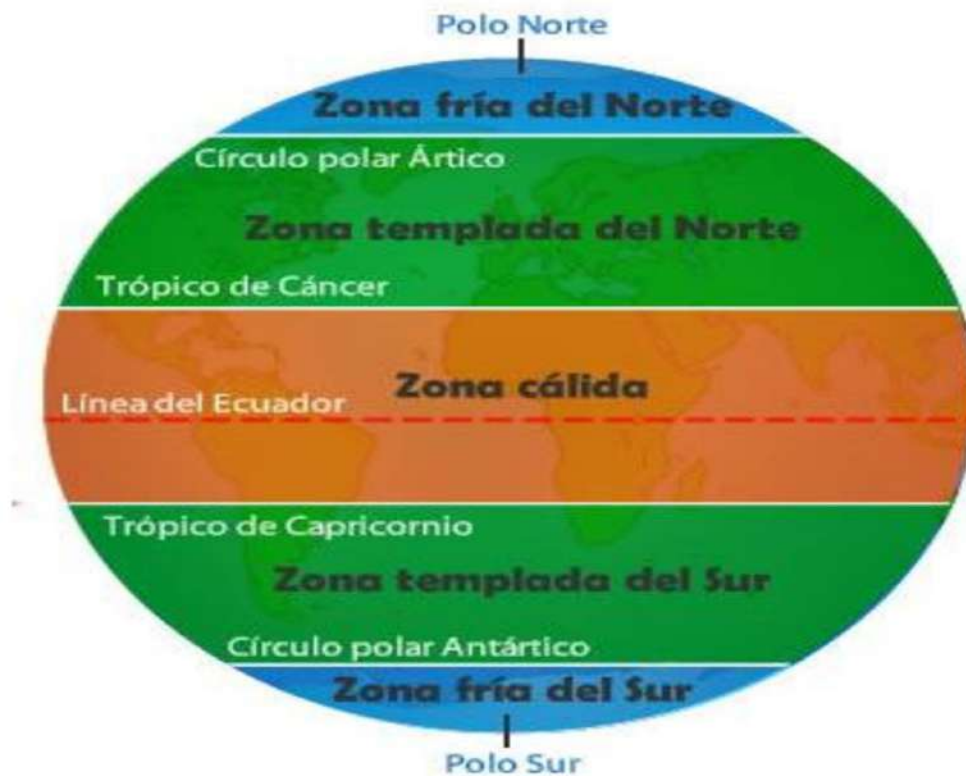 Polo Norte
Zona fría del Norte
Círculo polar Ártico
Zona templada del Norte
Trópico de Cáncer
Zona cálida
Línea del Ecuador
Trópico de Capricornio
Zona templada del Sur
Círculo polar Antártico
Zona fría del Sur
Polo Sur